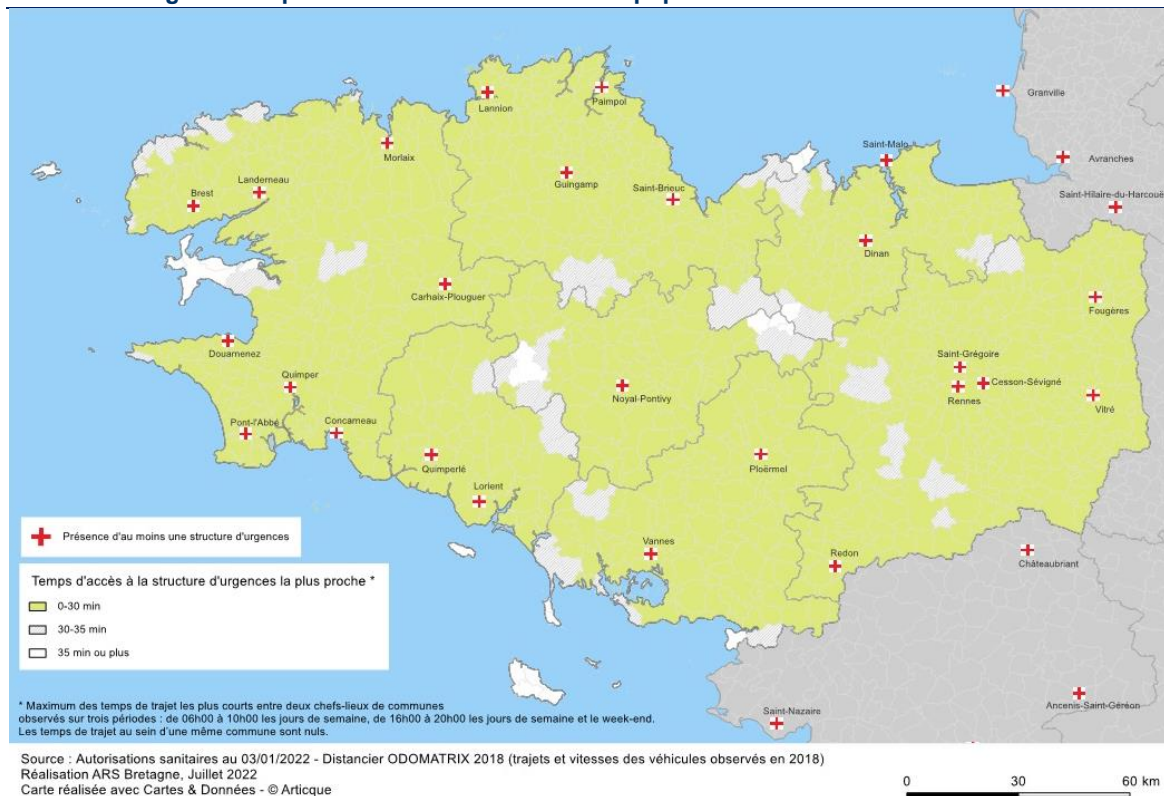 Lannion
Paimpol
Granville
Morlaix
Saint-Malo
Avranches
Landerneau
Guingamp
Brest
Saint-Brieuc
Saint-Hilaire-du-Harcouë
Dinan
Carhaix-Plouguer
Fougères
Douarnenez
Saint-Grégoire
Quimper
Cesson-Sévigné
Noyal-Pontivy
Rennes
Vitré
Pont-l'Abbé
Concarneau
Quimperlé
Ploërmel
Lorient
Vannes
Redon
Châteaubriant
Présence d'au moins une structure d'urgences
Temps d'accès à la structure d'urgences la plus proche *
0-30 min
30-35 min
35 min ou plus
* Maximum des temps de trajet les plus courts entre deux chefs-lieux de communes
observés sur trois périodes : de 06h00 à 10h00 les jours de semaine, de 16h00 à 20h00 les jours de semaine et le week-end.
Les temps de trajet au sein d'une même commune sont nuls.
Saint-Nazaire
Ancenis-Saint-Géréon
Source : Autorisations sanitaires au 03/01/2022 - Distancier ODOMATRIX 2018 (trajets et vitesses des véhicules observés en 2018)
Réalisation ARS Bretagne, Juillet 2022
Carte réalisée avec Cartes & Données - © Articque
0 30 60 km